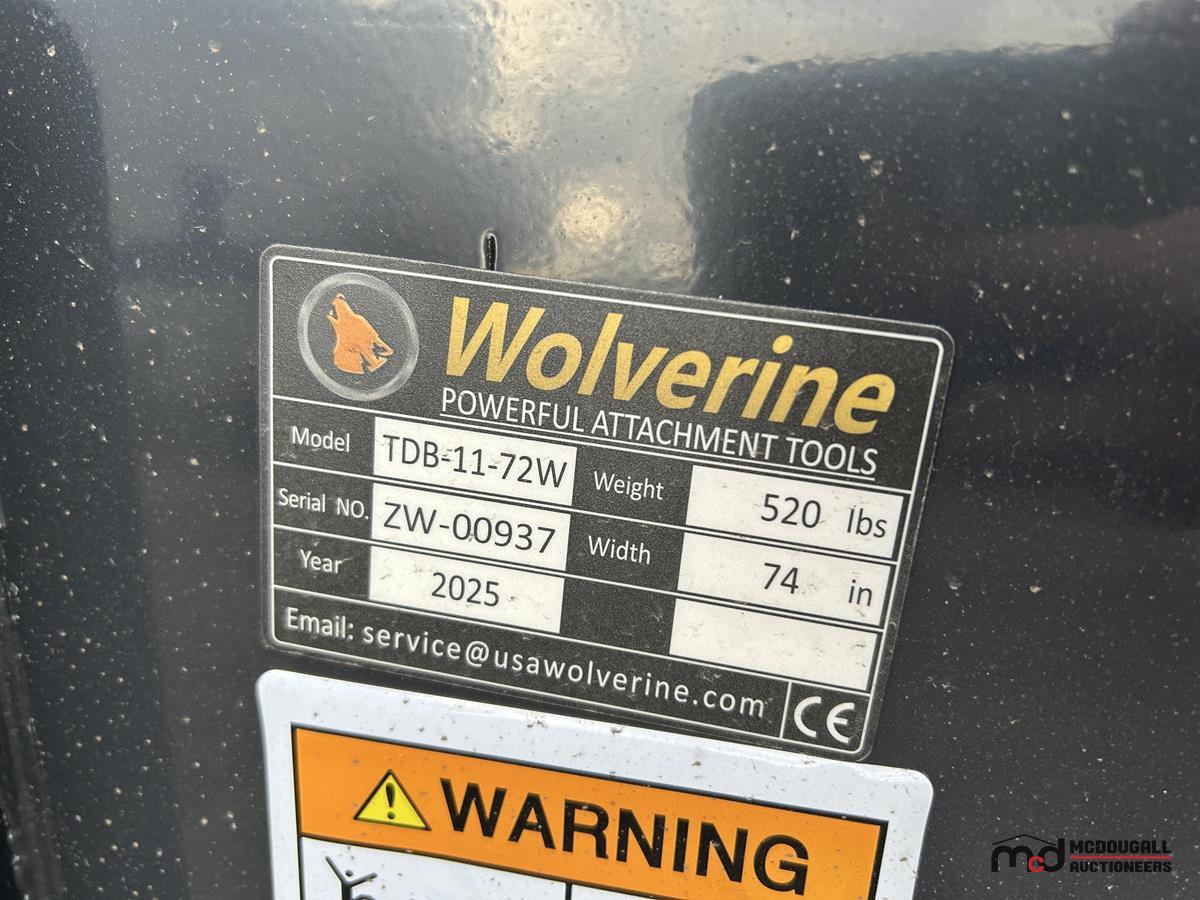 Wolverine
POWERFUL ATTACHMENT TOOLS
Model TDB-11-72W Weight 520 lbs
Serial NO. ZW-00937 Width 74 in
Year 2025
Email: service@usawolverine.com CE
WARNING
mcd MCDOUGALL
AUCTIONEERS